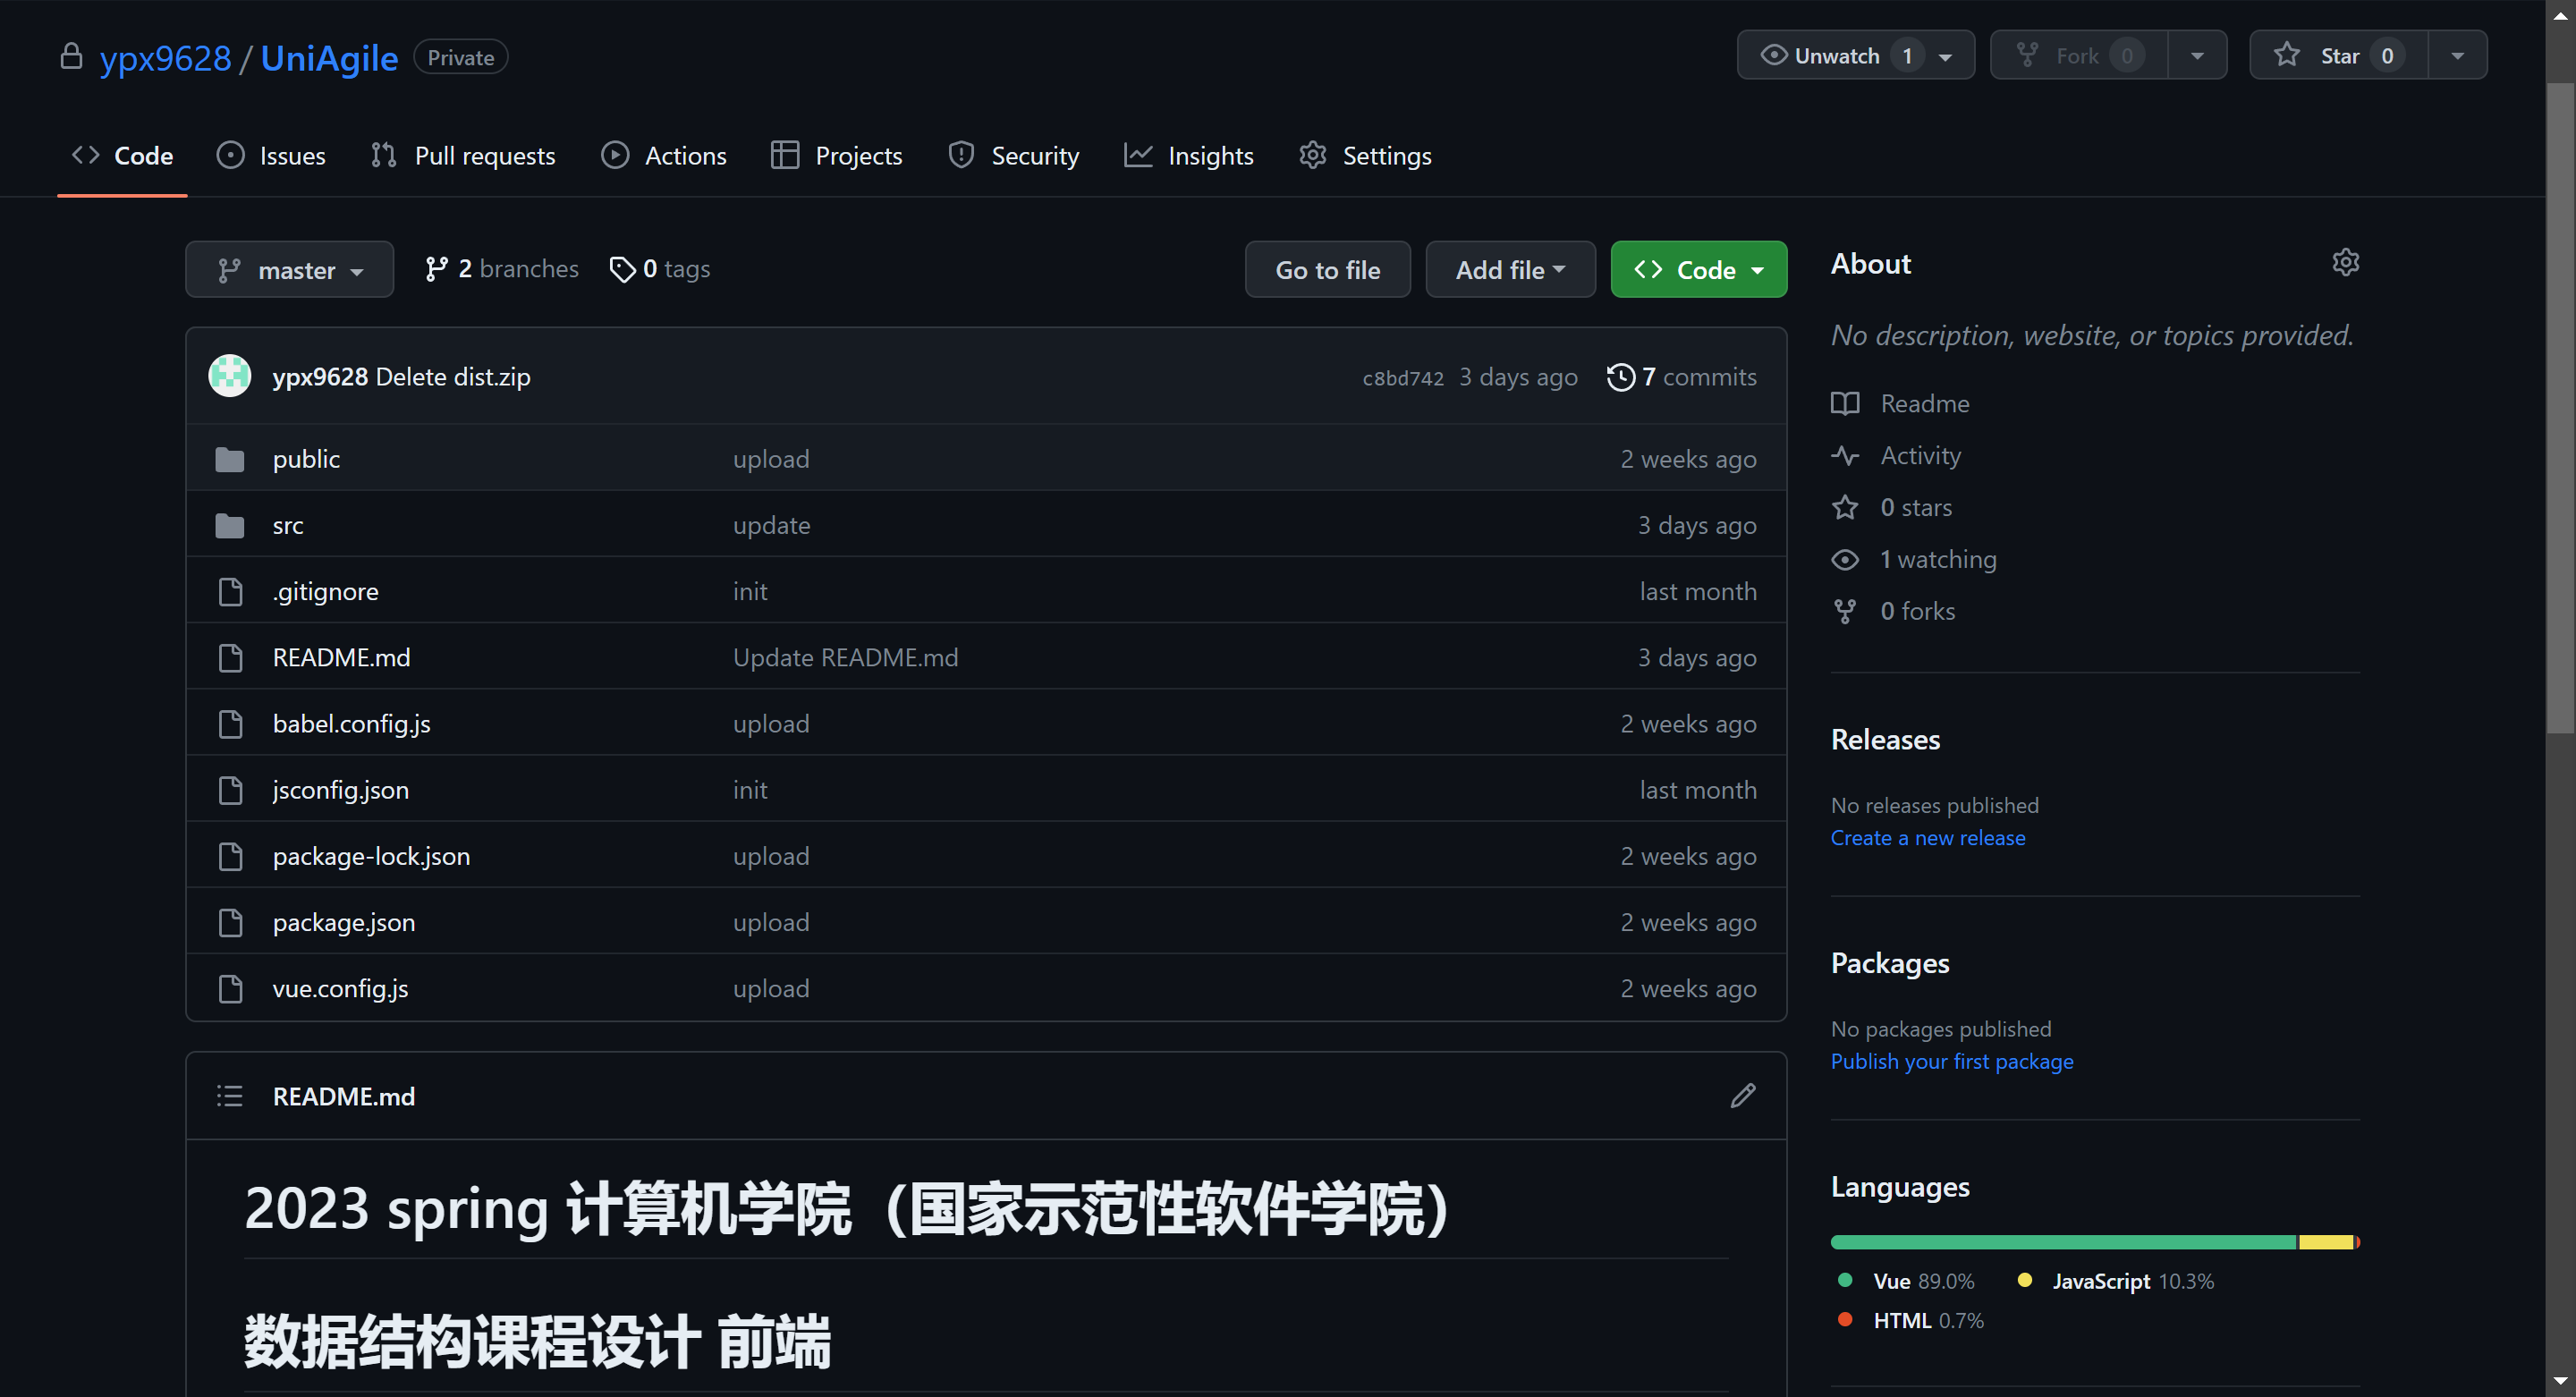 ypx9628 / UniAgile Private
Unwatch 1 Fork 0 Star 0
Code Issues Pull requests Actions Projects Security Insights Settings
master 2 branches 0 tags Go to file Add file Code
ypx9628 Delete dist.zip c8bd742 3 days ago 7 commits
public upload 2 weeks ago
src update 3 days ago
.gitignore init last month
README.md Update README.md 3 days ago
babel.config.js upload 2 weeks ago
jsconfig.json init last month
package-lock.json upload 2 weeks ago
package.json upload 2 weeks ago
vue.config.js upload 2 weeks ago
README.md
2023 spring 计算机学院（国家示范性软件学院）
数据结构课程设计 前端
About
No description, website, or topics provided.
Readme
Activity
0 stars
1 watching
0 forks
Releases
No releases published
Create a new release
Packages
No packages published
Publish your first package
Languages
Vue 89.0% JavaScript 10.3%
HTML 0.7%